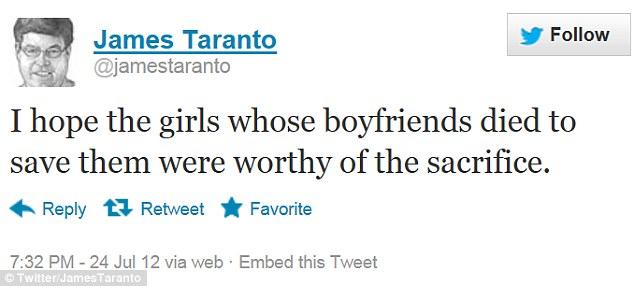 James Taranto
@jamestaranto
Follow
I hope the girls whose boyfriends died to
save them were worthy of the sacrifice.
Reply Retweet Favorite
7:32 PM - 24 Jul 12 via web · Embed this Tweet
© Twitter/JamesTaranto